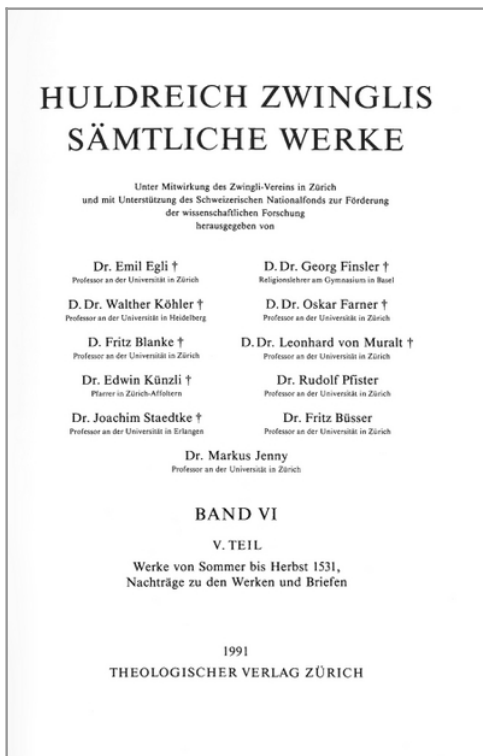 HULDREICH ZWINGLIS
SÄMTLICHE WERKE
Unter Mitwirkung des Zwingli-Vereins in Zürich
und mit Unterstützung des Schweizerischen Nationalfonds zur Förderung
der wissenschaftlichen Forschung
herausgegeben von
Dr. Emil Egli †
Professor an der Universität in Zürich
D. Dr. Georg Finsler †
Religionslehrer am Gymnasium in Basel
D. Dr. Walther Köhler †
Professor an der Universität in Heidelberg
D. Dr. Oskar Farner †
Professor an der Universität in Zürich
D. Fritz Blanke †
Professor an der Universität in Zürich
D. Dr. Leonhard von Muralt †
Professor an der Universität in Zürich
Dr. Edwin Künzli †
Pfarrer in Zürich-Affoltern
Dr. Rudolf Pfister
Professor an der Universität in Zürich
Dr. Joachim Staedtke †
Professor an der Universität in Erlangen
Dr. Fritz Büsser
Professor an der Universität in Zürich
Dr. Markus Jenny
Professor an der Universität in Zürich
BAND VI
V. TEIL
Werke von Sommer bis Herbst 1531,
Nachträge zu den Werken und Briefen
1991
THEOLOGISCHER VERLAG ZÜRICH